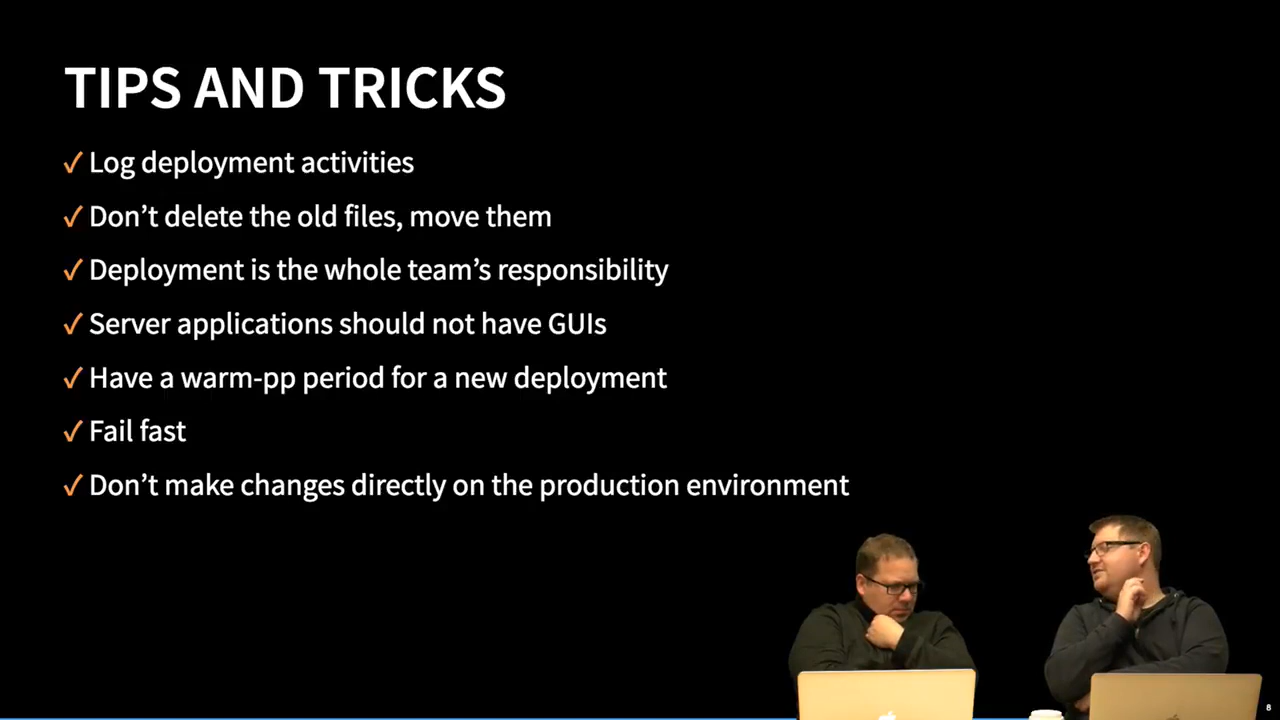 TIPS AND TRICKS
✓ Log deployment activities
✓ Don’t delete the old files, move them
✓ Deployment is the whole team’s responsibility
✓ Server applications should not have GUIs
✓ Have a warm-pp period for a new deployment
✓ Fail fast
✓ Don’t make changes directly on the production environment
8